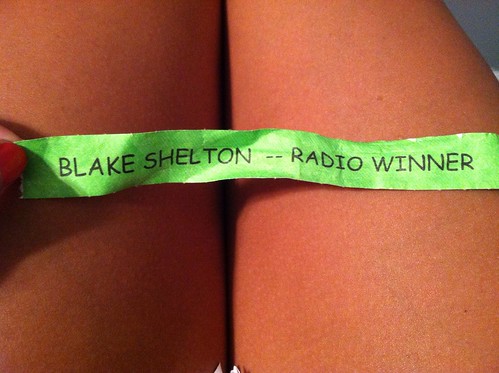 BLAKE SHELTON -- RADIO WINNER